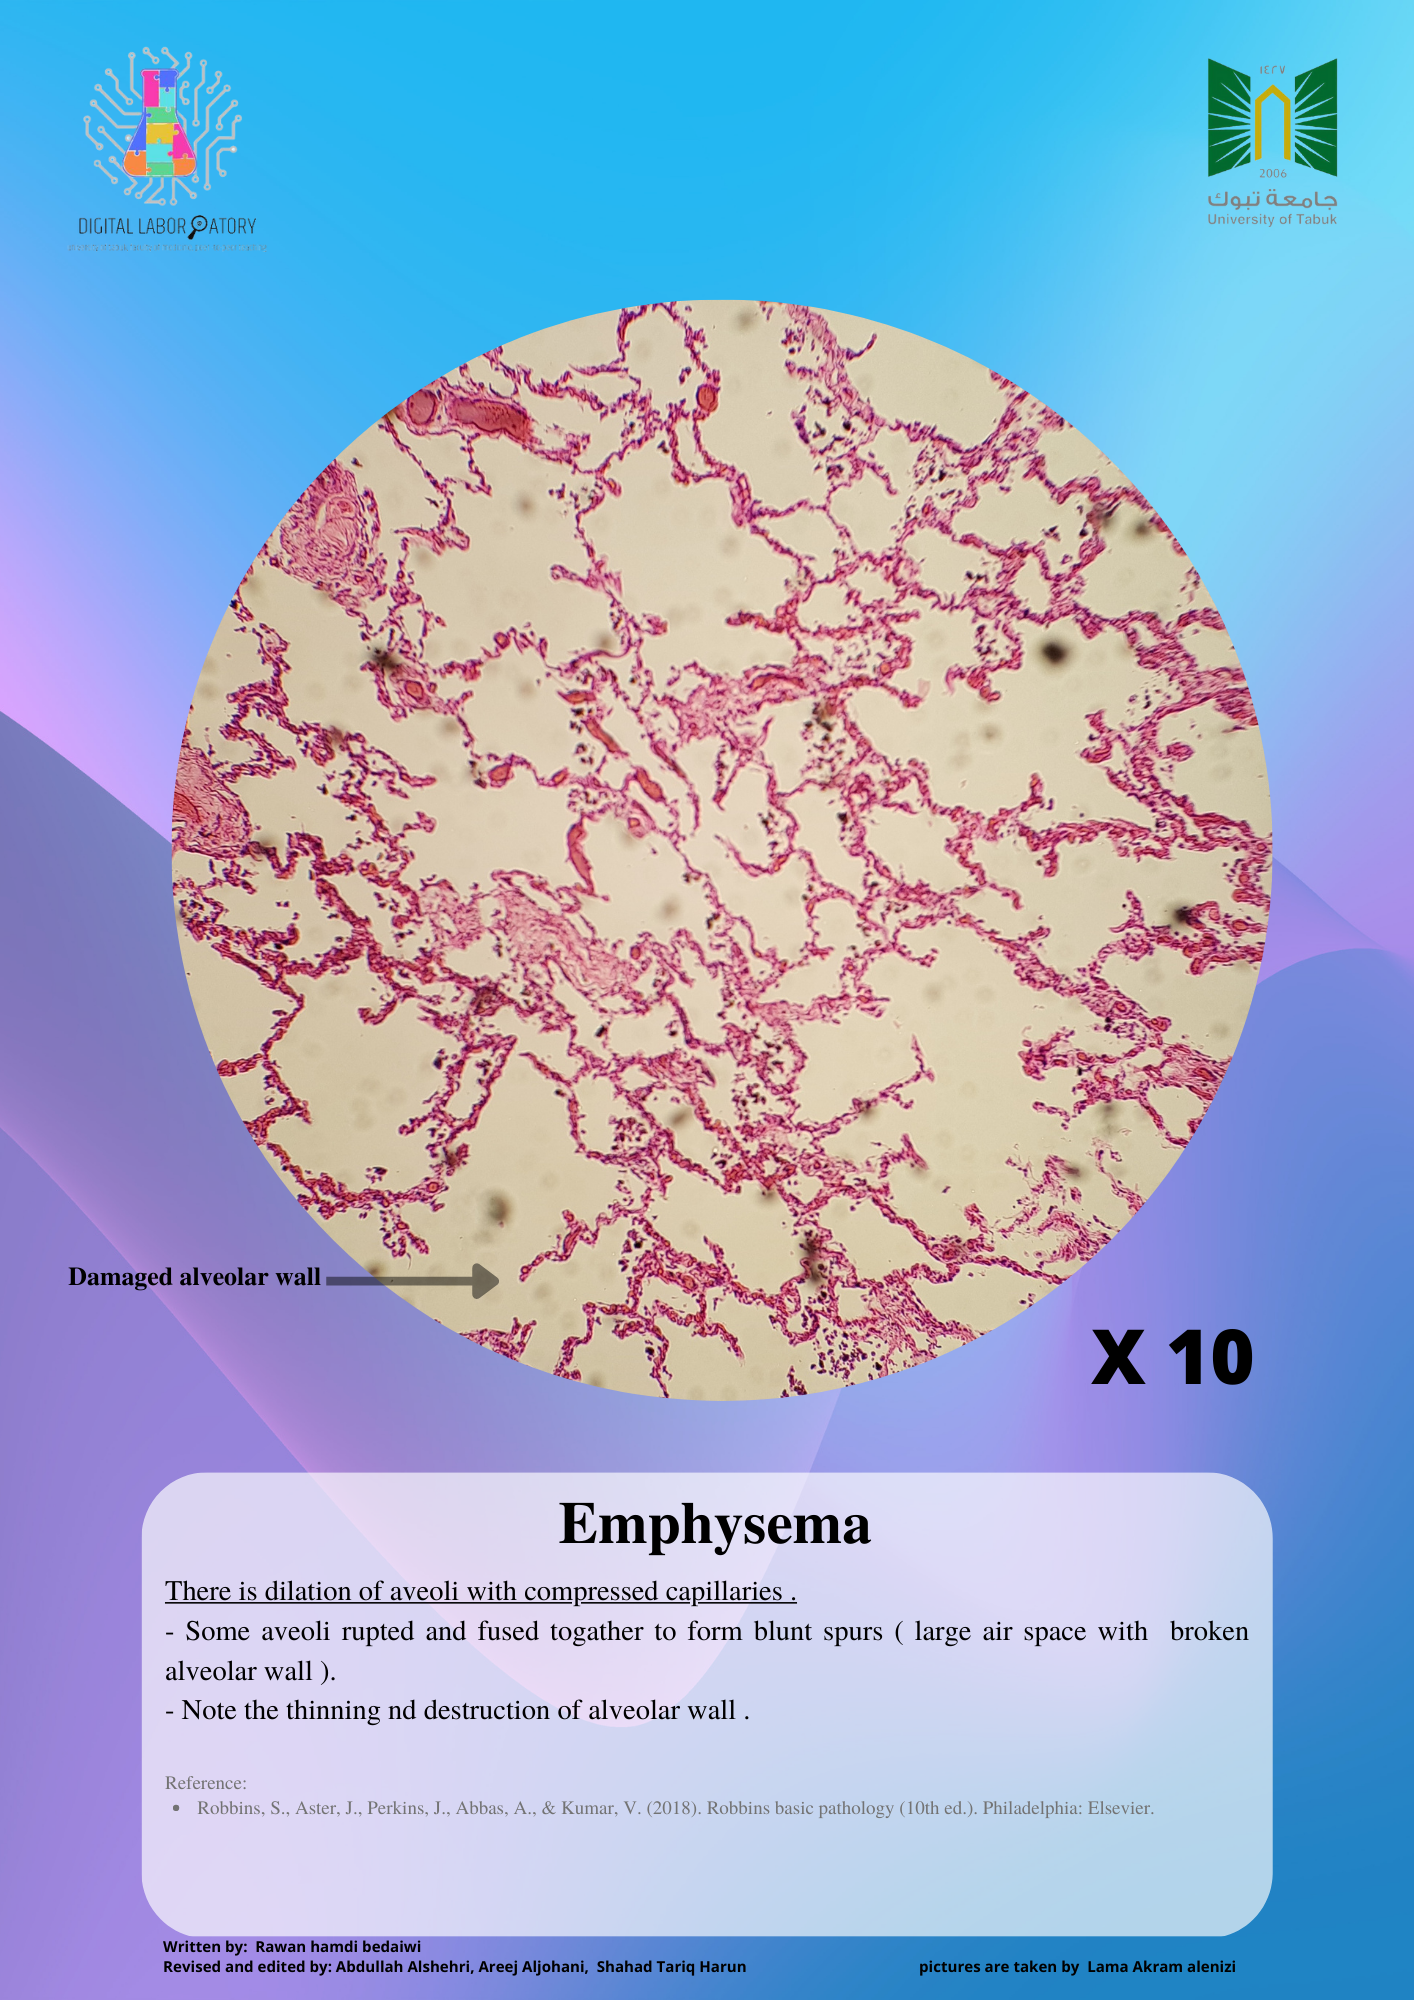 ١٤٢٧
2006
جامعة تبوك
University of Tabuk
DIGITAL LABORATORY
Damaged alveolar wall
X 10
Emphysema
There is dilation of aveoli with compressed capillaries .
- Some aveoli rupted and fused togather to form blunt spurs ( large air space with broken
alveolar wall ).
- Note the thinning nd destruction of alveolar wall .
Reference:
• Robbins, S., Aster, J., Perkins, J., Abbas, A., & Kumar, V. (2018). Robbins basic pathology (10th ed.). Philadelphia: Elsevier.
Written by: Rawan hamdi bedaiwi
Revised and edited by: Abdullah Alshehri, Areej Aljohani, Shahad Tariq Harun
pictures are taken by Lama Akram alenizi